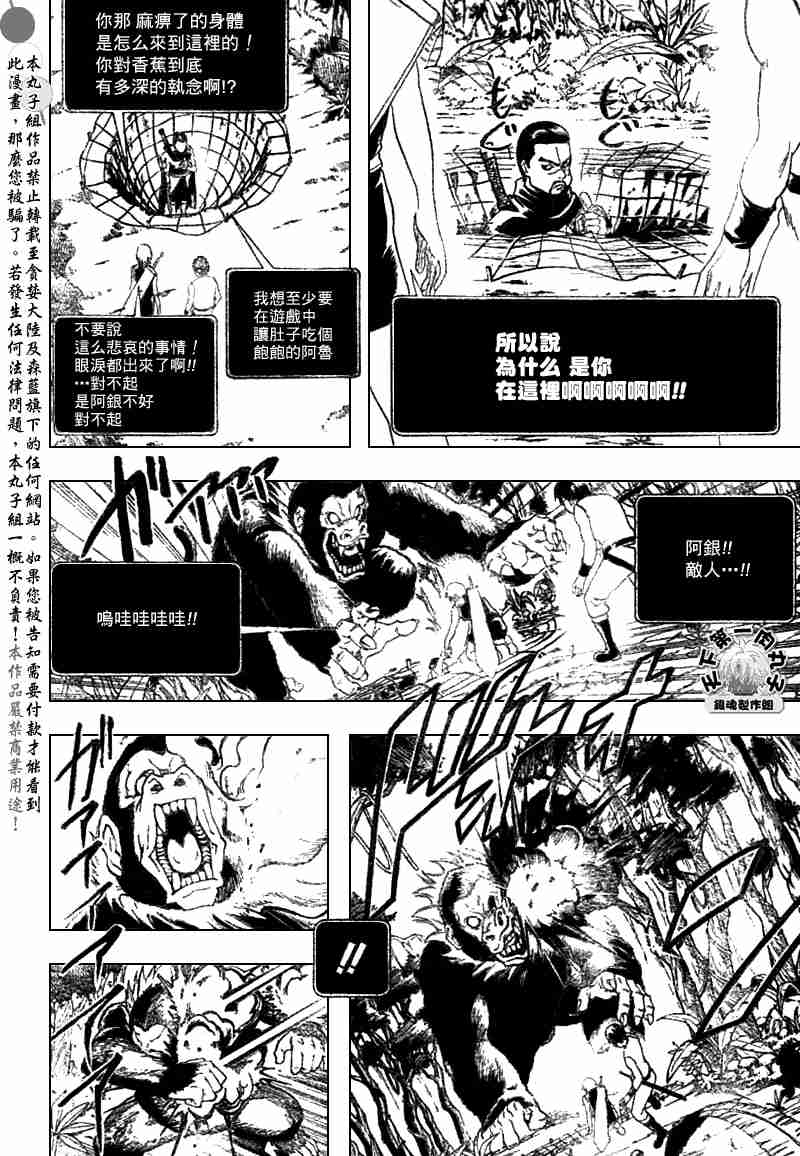 所以說
為什么 是你
在這裡啊啊啊啊啊!!
你那 麻痹了的身體
是怎么來到這裡的！
你對香蕉到底
有多深的執念啊!?
我想至少要
在遊戲中
讓肚子吃個
飽飽的阿魯
不要說
這么悲哀的事情！
眼淚都出來了啊!!
…對不起
是阿銀不好
對不起
阿銀!!
敵人…!!
嗚哇哇哇哇!!
!!
天下第一白丸子
銀魂製作組
本丸子組作品禁止轉載至貪婪大陸及森藍旗下的任何網站。如果您被告知需要付款才能看到
此漫畫，那麼您被騙了。若發生任何法律問題，本丸子組一概不負責！本作品嚴禁商業用途！